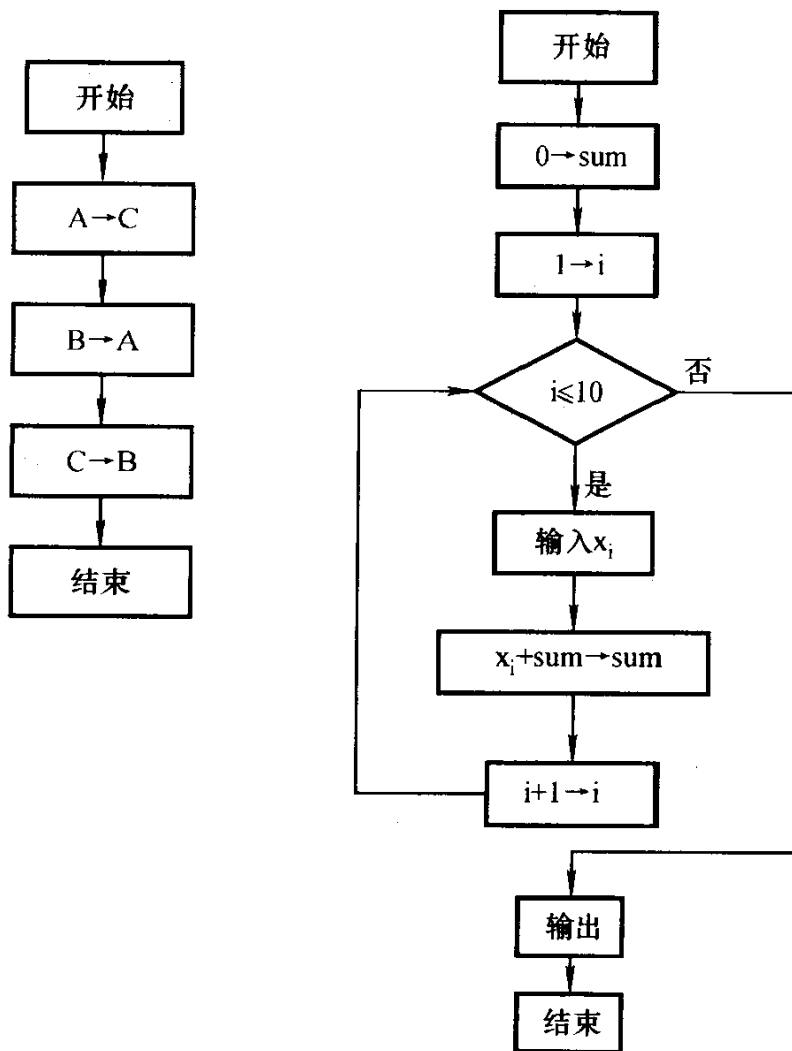 开始
A→C
B→A
C→B
结束
开始
0→sum
1→i
i≤10
否
是
输入xᵢ
xᵢ+sum→sum
i+1→i
输出
结束